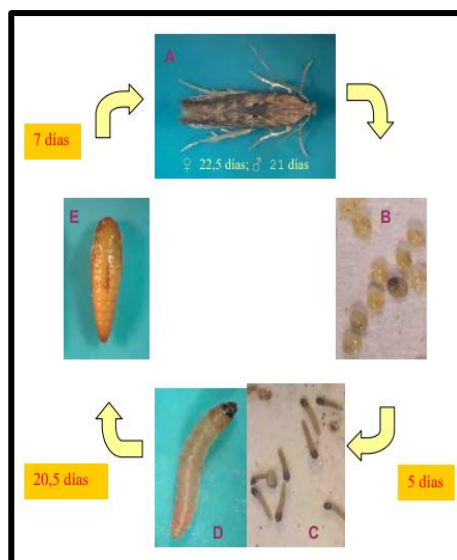 A
♀ 22,5 días; ♂ 21 días
7 días
E
B
20,5 días
D
C
5 días